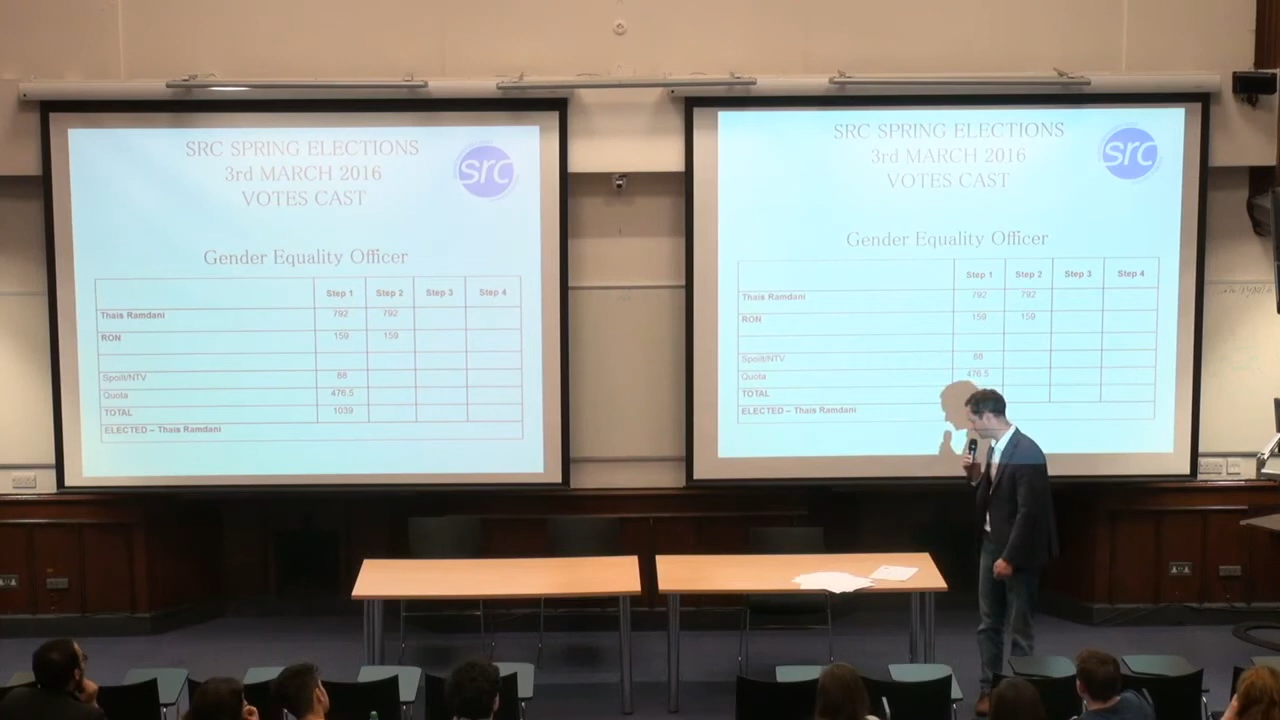 SRC SPRING ELECTIONS
3rd MARCH 2016
VOTES CAST
src
Gender Equality Officer
Step 1 Step 2 Step 3 Step 4
Thais Ramdani 792 792
RON 159 159
Spoilt/NTV 88
Quota 476.5
TOTAL 1039
ELECTED – Thais Ramdani
SRC SPRING ELECTIONS
3rd MARCH 2016
VOTES CAST
src
Gender Equality Officer
Step 1 Step 2 Step 3 Step 4
Thais Ramdani 792 792
RON 159 159
Spoilt/NTV 88
Quota 476.5
TOTAL
ELECTED – Thais Ramdani